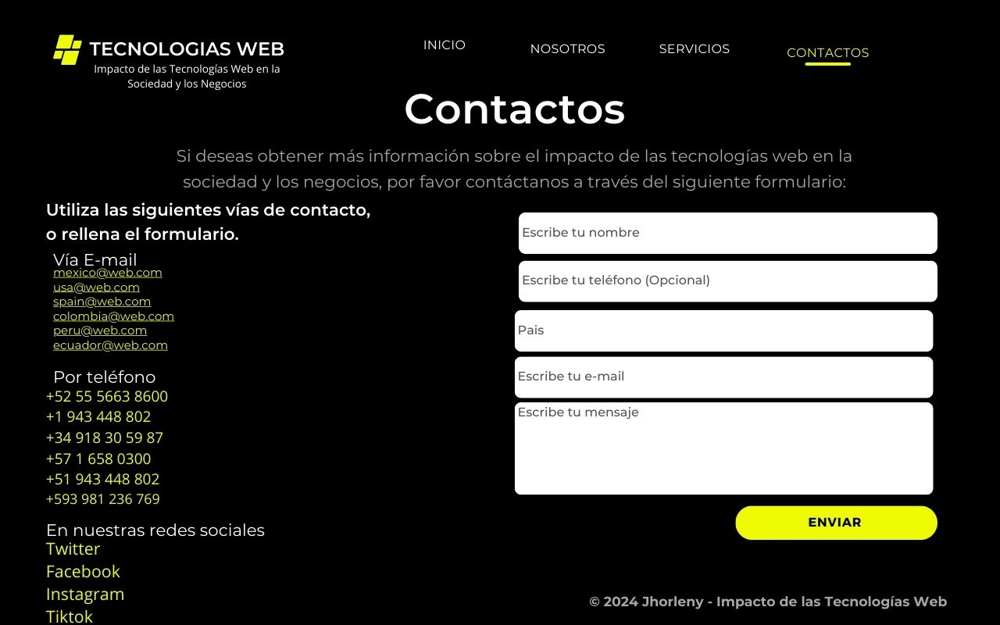 TECNOLOGIAS WEB
Impacto de las Tecnologías Web en la
Sociedad y los Negocios
INICIO
NOSOTROS
SERVICIOS
CONTACTOS
Contactos
Si deseas obtener más información sobre el impacto de las tecnologías web en la
sociedad y los negocios, por favor contáctanos a través del siguiente formulario:
Utiliza las siguientes vías de contacto,
o rellena el formulario.
Vía E-mail
mexico@web.com
usa@web.com
spain@web.com
colombia@web.com
peru@web.com
ecuador@web.com
Por teléfono
+52 55 5663 8600
+1 943 448 802
+34 918 30 59 87
+57 1 658 0300
+51 943 448 802
+593 981 236 769
En nuestras redes sociales
Twitter
Facebook
Instagram
Tiktok
Escribe tu nombre
Escribe tu teléfono (Opcional)
Pais
Escribe tu e-mail
Escribe tu mensaje
ENVIAR
© 2024 Jhorleny - Impacto de las Tecnologías Web